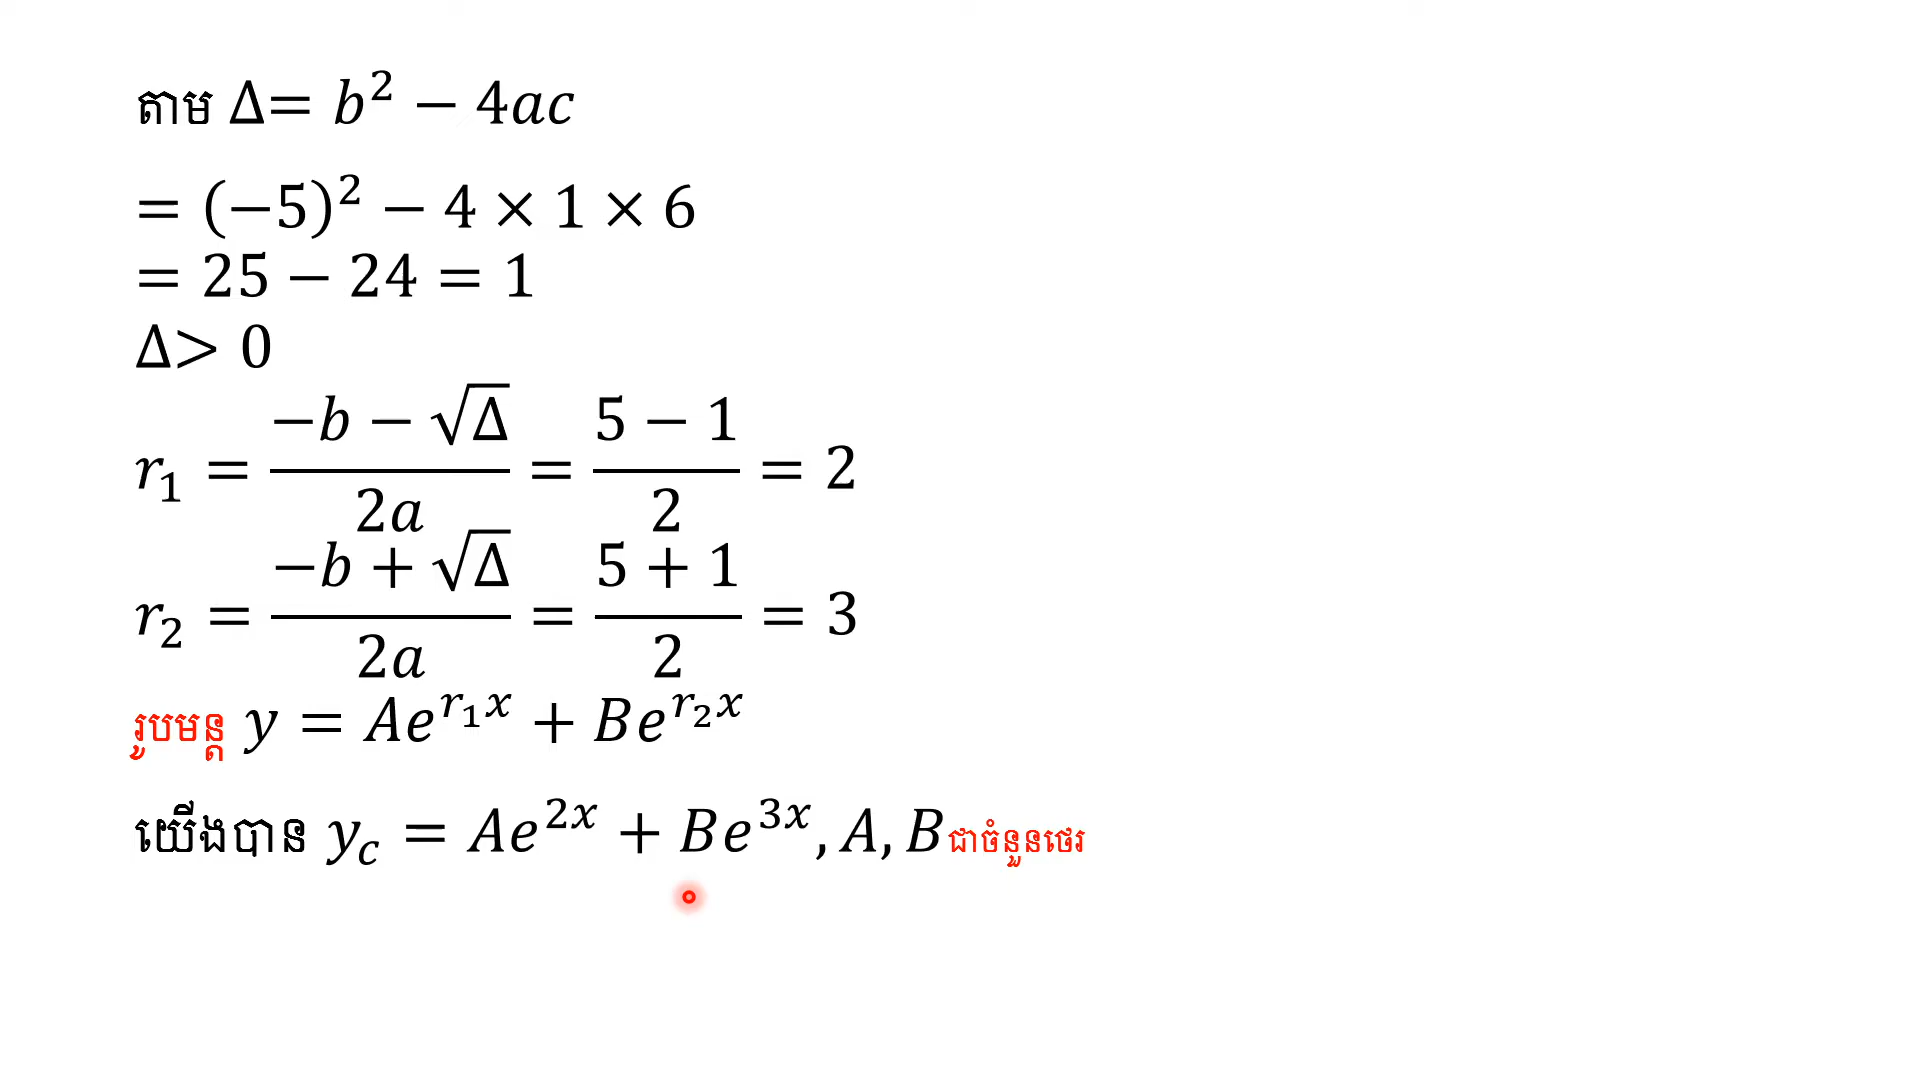 តាម Δ= b² − 4ac
= (−5)² − 4 × 1 × 6
= 25 − 24 = 1
Δ> 0
r₁ = (−b − √Δ)/(2a) = (5 − 1)/2 = 2
r₂ = (−b + √Δ)/(2a) = (5 + 1)/2 = 3
រូបមន្ត y = Ae^(r₁x) + Be^(r₂x)
យើងបាន y_c = Ae^(2x) + Be^(3x), A, B ជាចំនួនថេរ